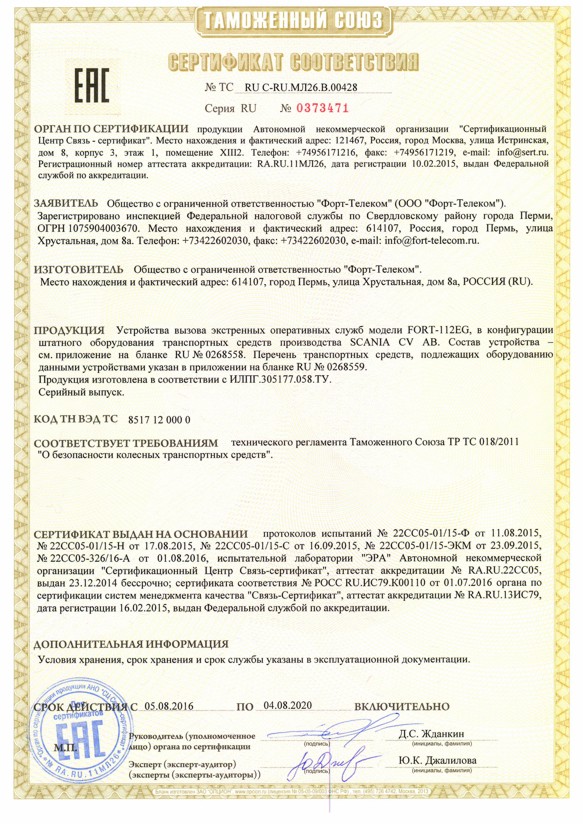 ТАМОЖЕННЫЙ СОЮЗ
СЕРТИФИКАТ СООТВЕТСТВИЯ
ЕАС
№ ТС RU C-RU.МЛ26.В.00428
Серия RU № 0373471
ОРГАН ПО СЕРТИФИКАЦИИ продукции Автономной некоммерческой организации "Сертификационный
Центр Связь - сертификат". Место нахождения и фактический адрес: 121467, Россия, город Москва, улица Истринская,
дом 8, корпус 3, этаж 1, помещение XIII2. Телефон: +74956171216, факс: +74956171219, e-mail: info@sert.ru.
Регистрационный номер аттестата аккредитации: RA.RU.11МЛ26, дата регистрации 10.02.2015, выдан Федеральной
службой по аккредитации.
ЗАЯВИТЕЛЬ Общество с ограниченной ответственностью "Форт-Телеком" (ООО "Форт-Телеком").
Зарегистрировано инспекцией Федеральной налоговой службы по Свердловскому району города Перми,
ОГРН 1075904003670. Место нахождения и фактический адрес: 614107, Россия, город Пермь, улица
Хрустальная, дом 8а. Телефон: +73422602030, факс: +73422602030, e-mail: info@fort-telecom.ru.
ИЗГОТОВИТЕЛЬ Общество с ограниченной ответственностью "Форт-Телеком".
Место нахождения и фактический адрес: 614107, город Пермь, улица Хрустальная, дом 8а, РОССИЯ (RU).
ПРОДУКЦИЯ Устройства вызова экстренных оперативных служб модели FORT-112EG, в конфигурации
штатного оборудования транспортных средств производства SCANIA CV AB. Состав устройства –
см. приложение на бланке RU № 0268558. Перечень транспортных средств, подлежащих оборудованию
данными устройствами указан в приложении на бланке RU № 0268559.
Продукция изготовлена в соответствии с ИЛПГ.305177.058.ТУ.
Серийный выпуск.
КОД ТН ВЭД ТС 8517 12 000 0
СООТВЕТСТВУЕТ ТРЕБОВАНИЯМ технического регламента Таможенного Союза ТР ТС 018/2011
"О безопасности колесных транспортных средств".
СЕРТИФИКАТ ВЫДАН НА ОСНОВАНИИ протоколов испытаний № 22СС05-01/15-Ф от 11.08.2015,
№ 22СС05-01/15-Н от 17.08.2015, № 22СС05-01/15-С от 16.09.2015, № 22СС05-01/15-ЭКМ от 23.09.2015,
№ 22СС05-326/16-А от 01.08.2016, испытательной лаборатории "ЭРА" Автономной некоммерческой
организации "Сертификационный Центр Связь-сертификат", аттестат аккредитации № RA.RU.22СС05,
выдан 23.12.2014 бессрочно; сертификата соответствия № РОСС RU.ИС79.К00110 от 01.07.2016 органа по
сертификации систем менеджмента качества "Связь-Сертификат", аттестат аккредитации № RA.RU.13ИС79,
дата регистрации 16.02.2015, выдан Федеральной службой по аккредитации.
ДОПОЛНИТЕЛЬНАЯ ИНФОРМАЦИЯ
Условия хранения, срок хранения и срок службы указаны в эксплуатационной документации.
СРОК ДЕЙСТВИЯ С 05.08.2016 ПО 04.08.2020 ВКЛЮЧИТЕЛЬНО
Для сертификатов
ЕАС
RA.RU.11МЛ26
М.П.
Руководитель (уполномоченное
лицо) органа по сертификации
(подпись)
Д.С. Жданкин
(инициалы, фамилия)
Эксперт (эксперт-аудитор)
(эксперты (эксперты-аудиторы))
(подпись)
Ю.К. Джалилова
(инициалы, фамилия)